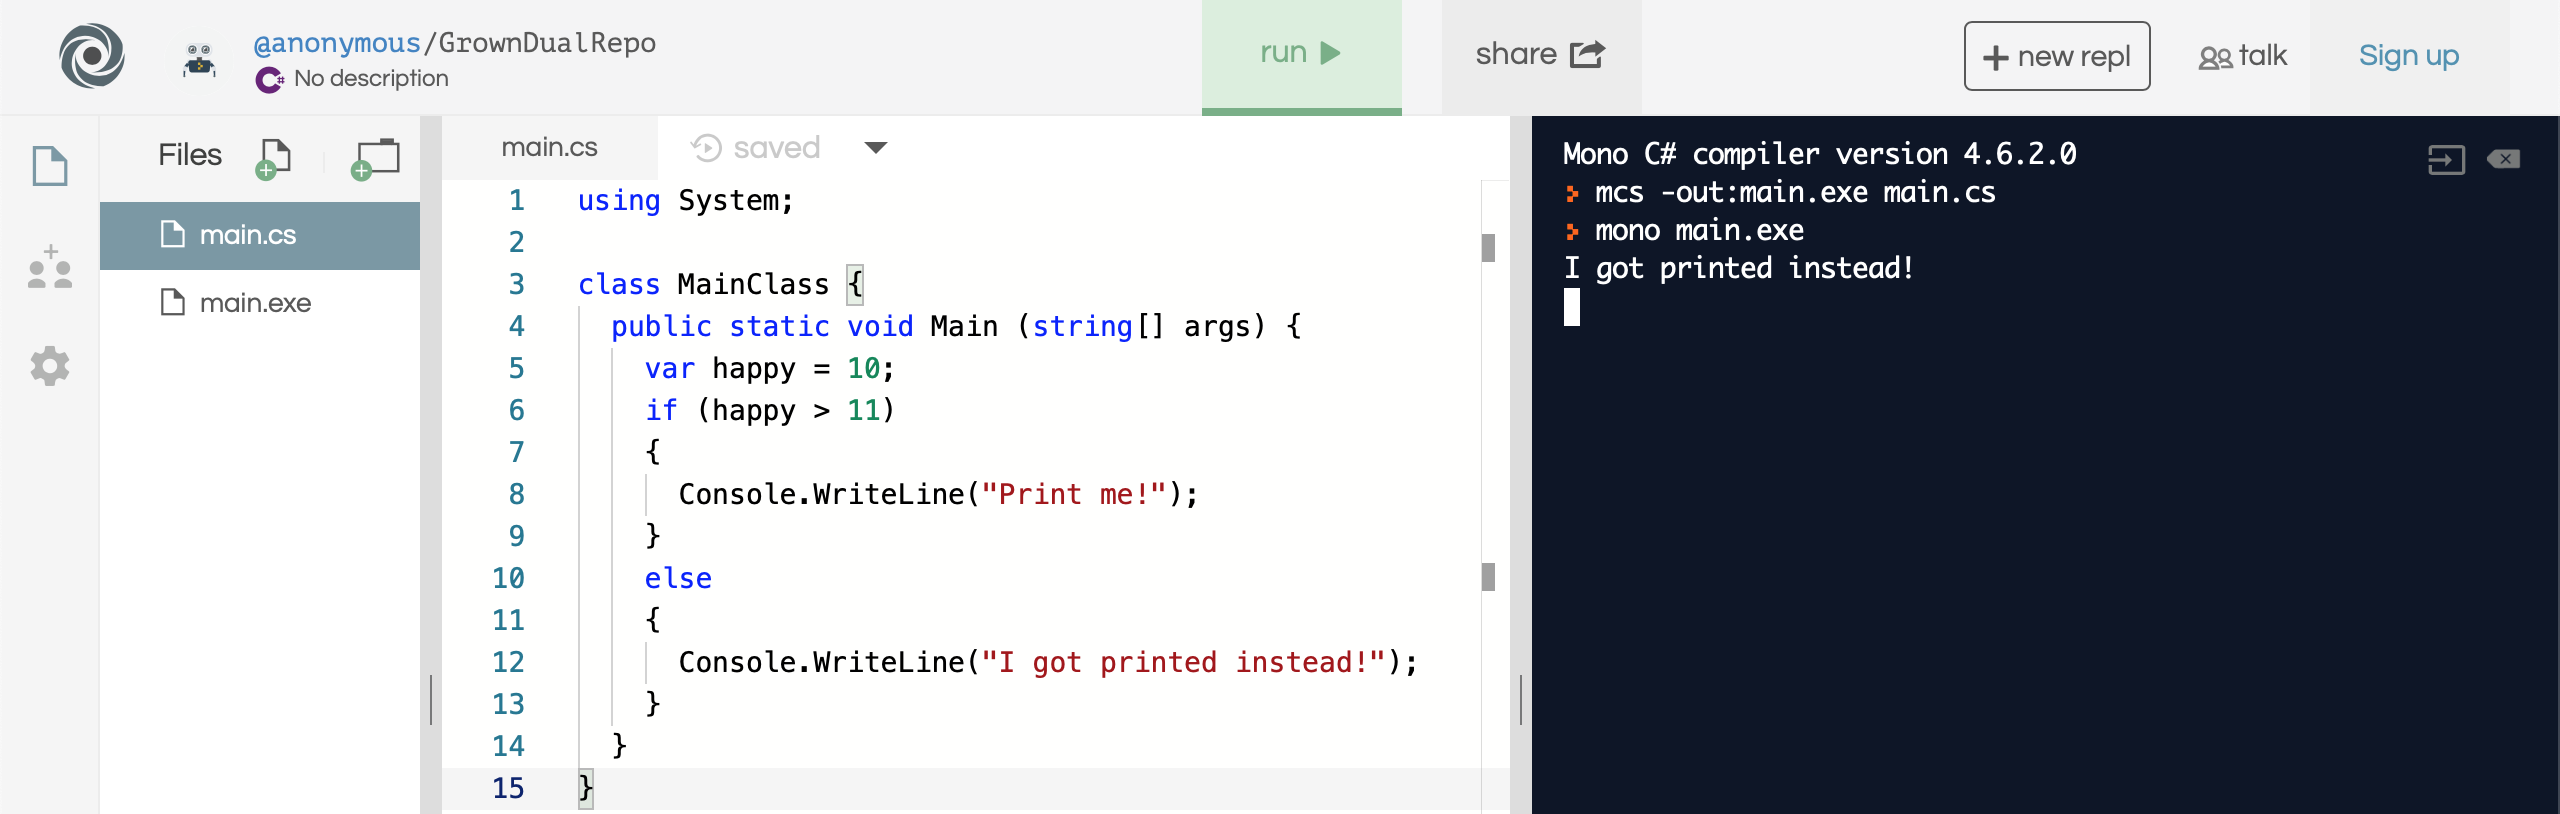 @anonymous/GrownDualRepo
C# No description
run
share
+ new repl
talk
Sign up
Files
main.cs
main.exe
main.cs
saved
1 using System;
2
3 class MainClass {
4 public static void Main (string[] args) {
5 var happy = 10;
6 if (happy > 11)
7 {
8 Console.WriteLine("Print me!");
9 }
10 else
11 {
12 Console.WriteLine("I got printed instead!");
13 }
14 }
15 }
Mono C# compiler version 4.6.2.0
mcs -out:main.exe main.cs
mono main.exe
I got printed instead!